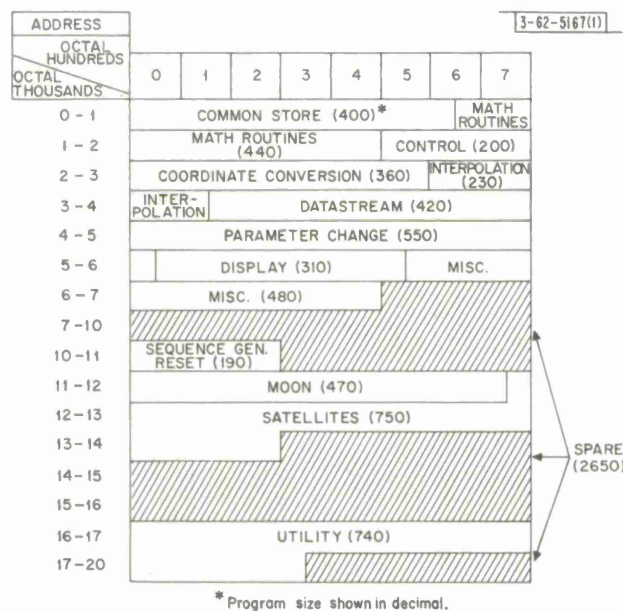 ADDRESS
3-62-5167(1)
OCTAL
HUNDREDS
OCTAL
THOUSANDS
0 1 2 3 4 5 6 7
0-1 COMMON STORE (400)* MATH
ROUTINES
1-2 MATH ROUTINES
(440) CONTROL (200)
2-3 COORDINATE CONVERSION (360) INTERPOLATION
(230)
3-4 INTER-
POLATION DATASTREAM (420)
4-5 PARAMETER CHANGE (550)
5-6 DISPLAY (310) MISC.
6-7 MISC. (480)
7-10
10-11 SEQUENCE GEN.
RESET (190)
11-12 MOON (470)
12-13 SATELLITES (750)
13-14
SPARE
(2650)
14-15
15-16
16-17 UTILITY (740)
17-20
* Program size shown in decimal.